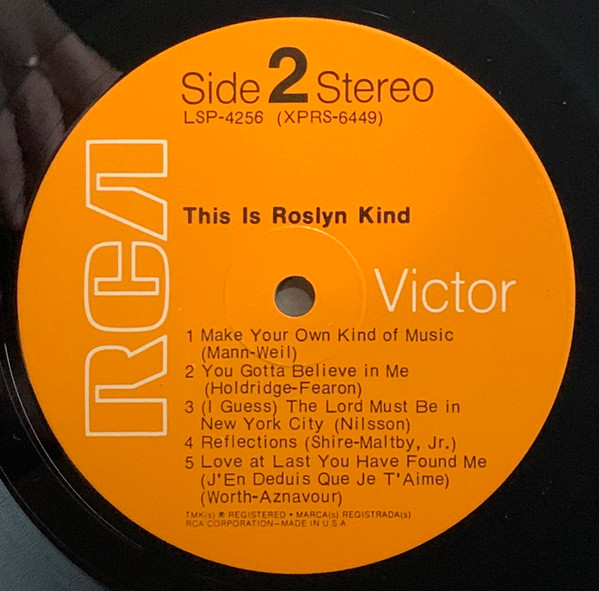 Side 2 Stereo
LSP-4256 (XPRS-6449)
RCA
This Is Roslyn Kind
Victor
1 Make Your Own Kind of Music
(Mann-Weil)
2 You Gotta Believe in Me
(Holdridge-Fearon)
3 (I Guess) The Lord Must Be in
New York City (Nilsson)
4 Reflections (Shire-Maltby, Jr.)
5 Love at Last You Have Found Me
(J'En Deduis Que Je T'Aime)
(Worth-Aznavour)
TMK(s) ® REGISTERED • MARCA(s) REGISTRADA(s)
RCA CORPORATION—MADE IN U.S.A.